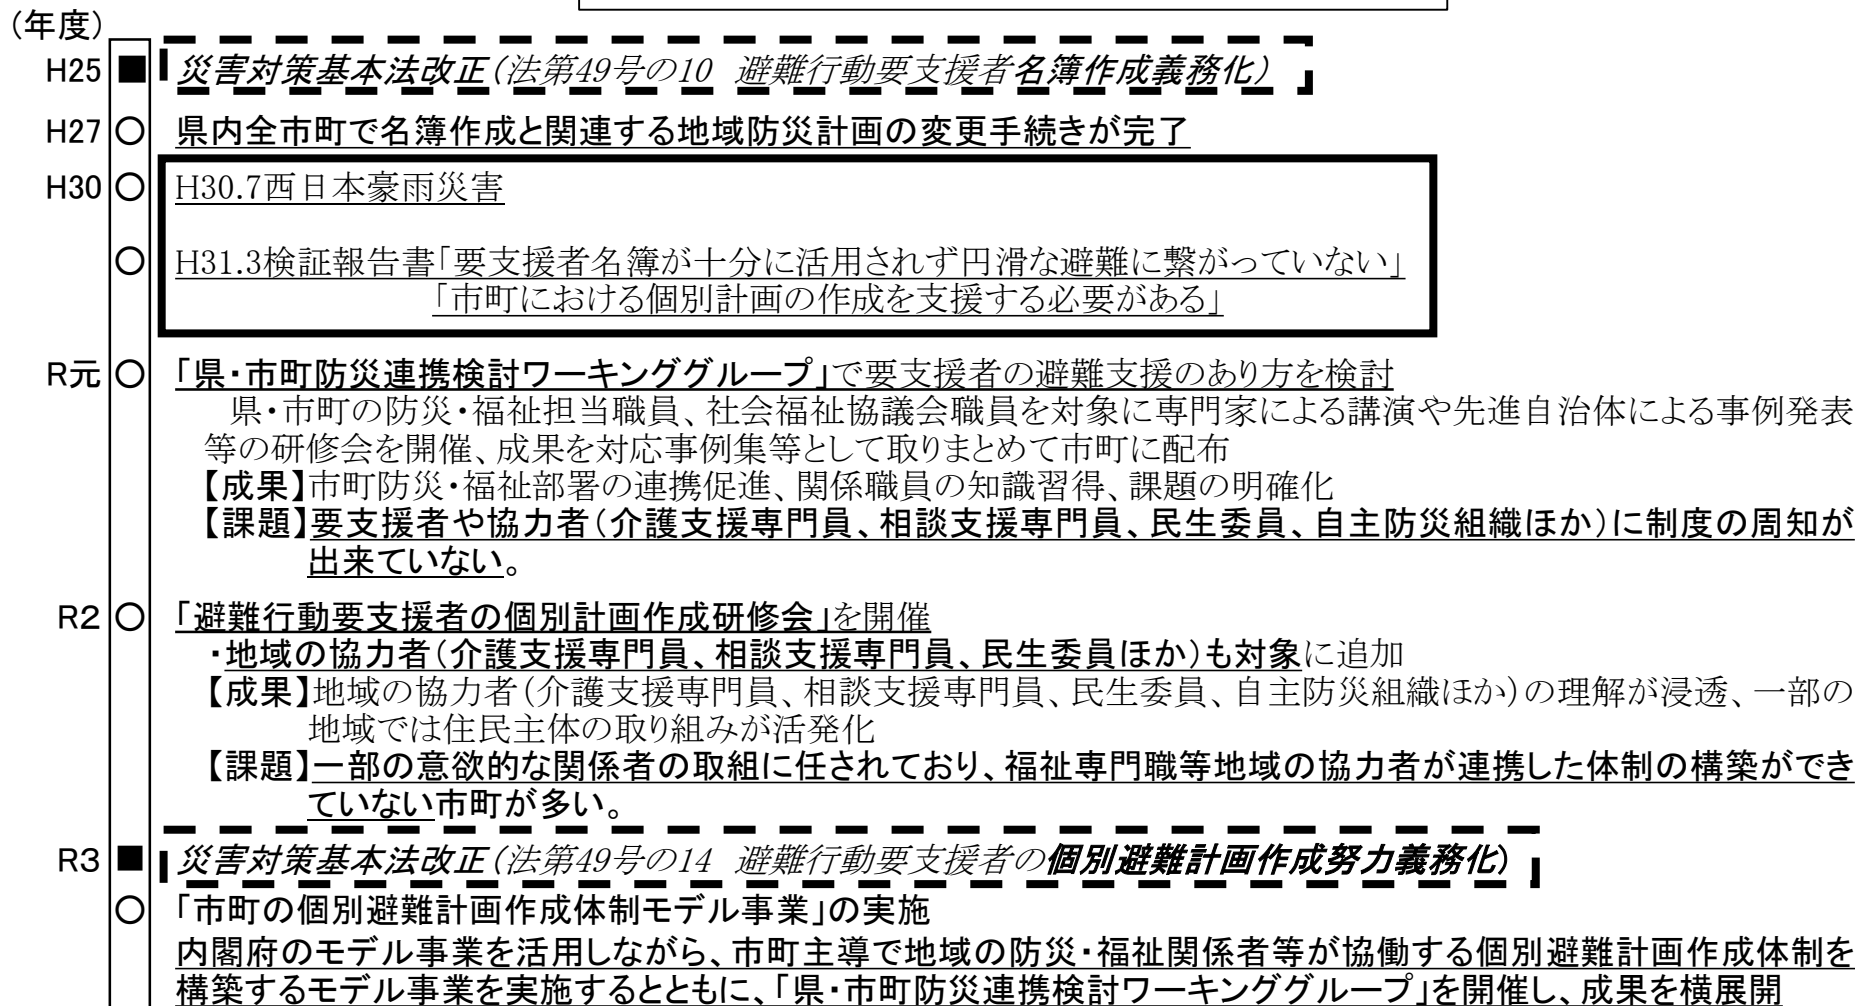 (年度)
H25 ■ 災害対策基本法改正(法第49号の10 避難行動要支援者名簿作成義務化)
H27 ○ 県内全市町で名簿作成と関連する地域防災計画の変更手続きが完了
H30 ○ H30.7西日本豪雨災害
○ H31.3検証報告書「要支援者名簿が十分に活用されず円滑な避難に繋がっていない」
「市町における個別計画の作成を支援する必要がある」
R元 ○ 「県・市町防災連携検討ワーキンググループ」で要支援者の避難支援のあり方を検討
県・市町の防災・福祉担当職員、社会福祉協議会職員を対象に専門家による講演や先進自治体による事例発表
等の研修会を開催、成果を対応事例集等として取りまとめて市町に配布
【成果】市町防災・福祉部署の連携促進、関係職員の知識習得、課題の明確化
【課題】要支援者や協力者(介護支援専門員、相談支援専門員、民生委員、自主防災組織ほか)に制度の周知が
出来ていない。
R2 ○ 「避難行動要支援者の個別計画作成研修会」を開催
・地域の協力者(介護支援専門員、相談支援専門員、民生委員ほか)も対象に追加
【成果】地域の協力者(介護支援専門員、相談支援専門員、民生委員、自主防災組織ほか)の理解が浸透、一部の
地域では住民主体の取り組みが活発化
【課題】一部の意欲的な関係者の取組に任されており、福祉専門職等地域の協力者が連携した体制の構築ができ
ていない市町が多い。
R3 ■ 災害対策基本法改正(法第49号の14 避難行動要支援者の個別避難計画作成努力義務化)
○ 「市町の個別避難計画作成体制モデル事業」の実施
内閣府のモデル事業を活用しながら、市町主導で地域の防災・福祉関係者等が協働する個別避難計画作成体制を
構築するモデル事業を実施するとともに、「県・市町防災連携検討ワーキンググループ」を開催し、成果を横展開